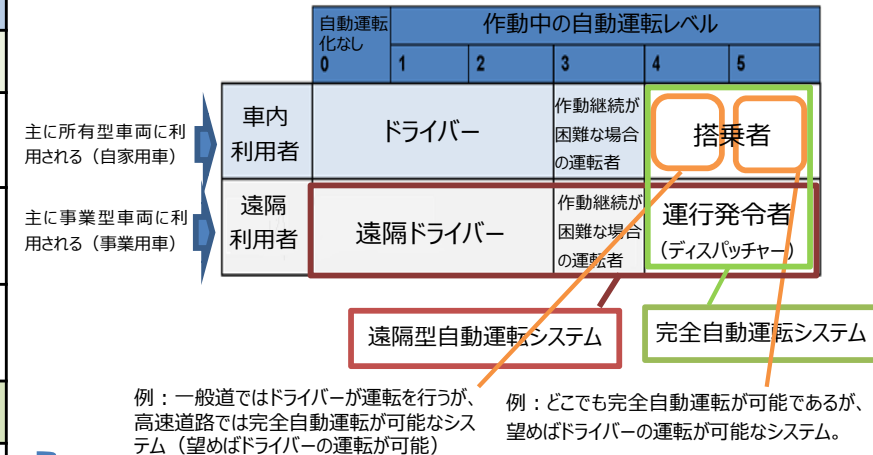 自動運転
化なし
0
作動中の自動運転レベル
1 2 3 4 5
主に所有型車両に利
用される（自家用車）
車内
利用者
ドライバー
作動継続が
困難な場合
の運転者
搭乗者
主に事業型車両に利
用される（事業用車）
遠隔
利用者
遠隔ドライバー
作動継続が
困難な場合
の運転者
運行発令者
（ディスパッチャー）
遠隔型自動運転システム
完全自動運転システム
例：一般道ではドライバーが運転を行うが、
高速道路では完全自動運転が可能なシス
テム（望めばドライバーの運転が可能）
例：どこでも完全自動運転が可能であるが、
望めばドライバーの運転が可能なシステム。